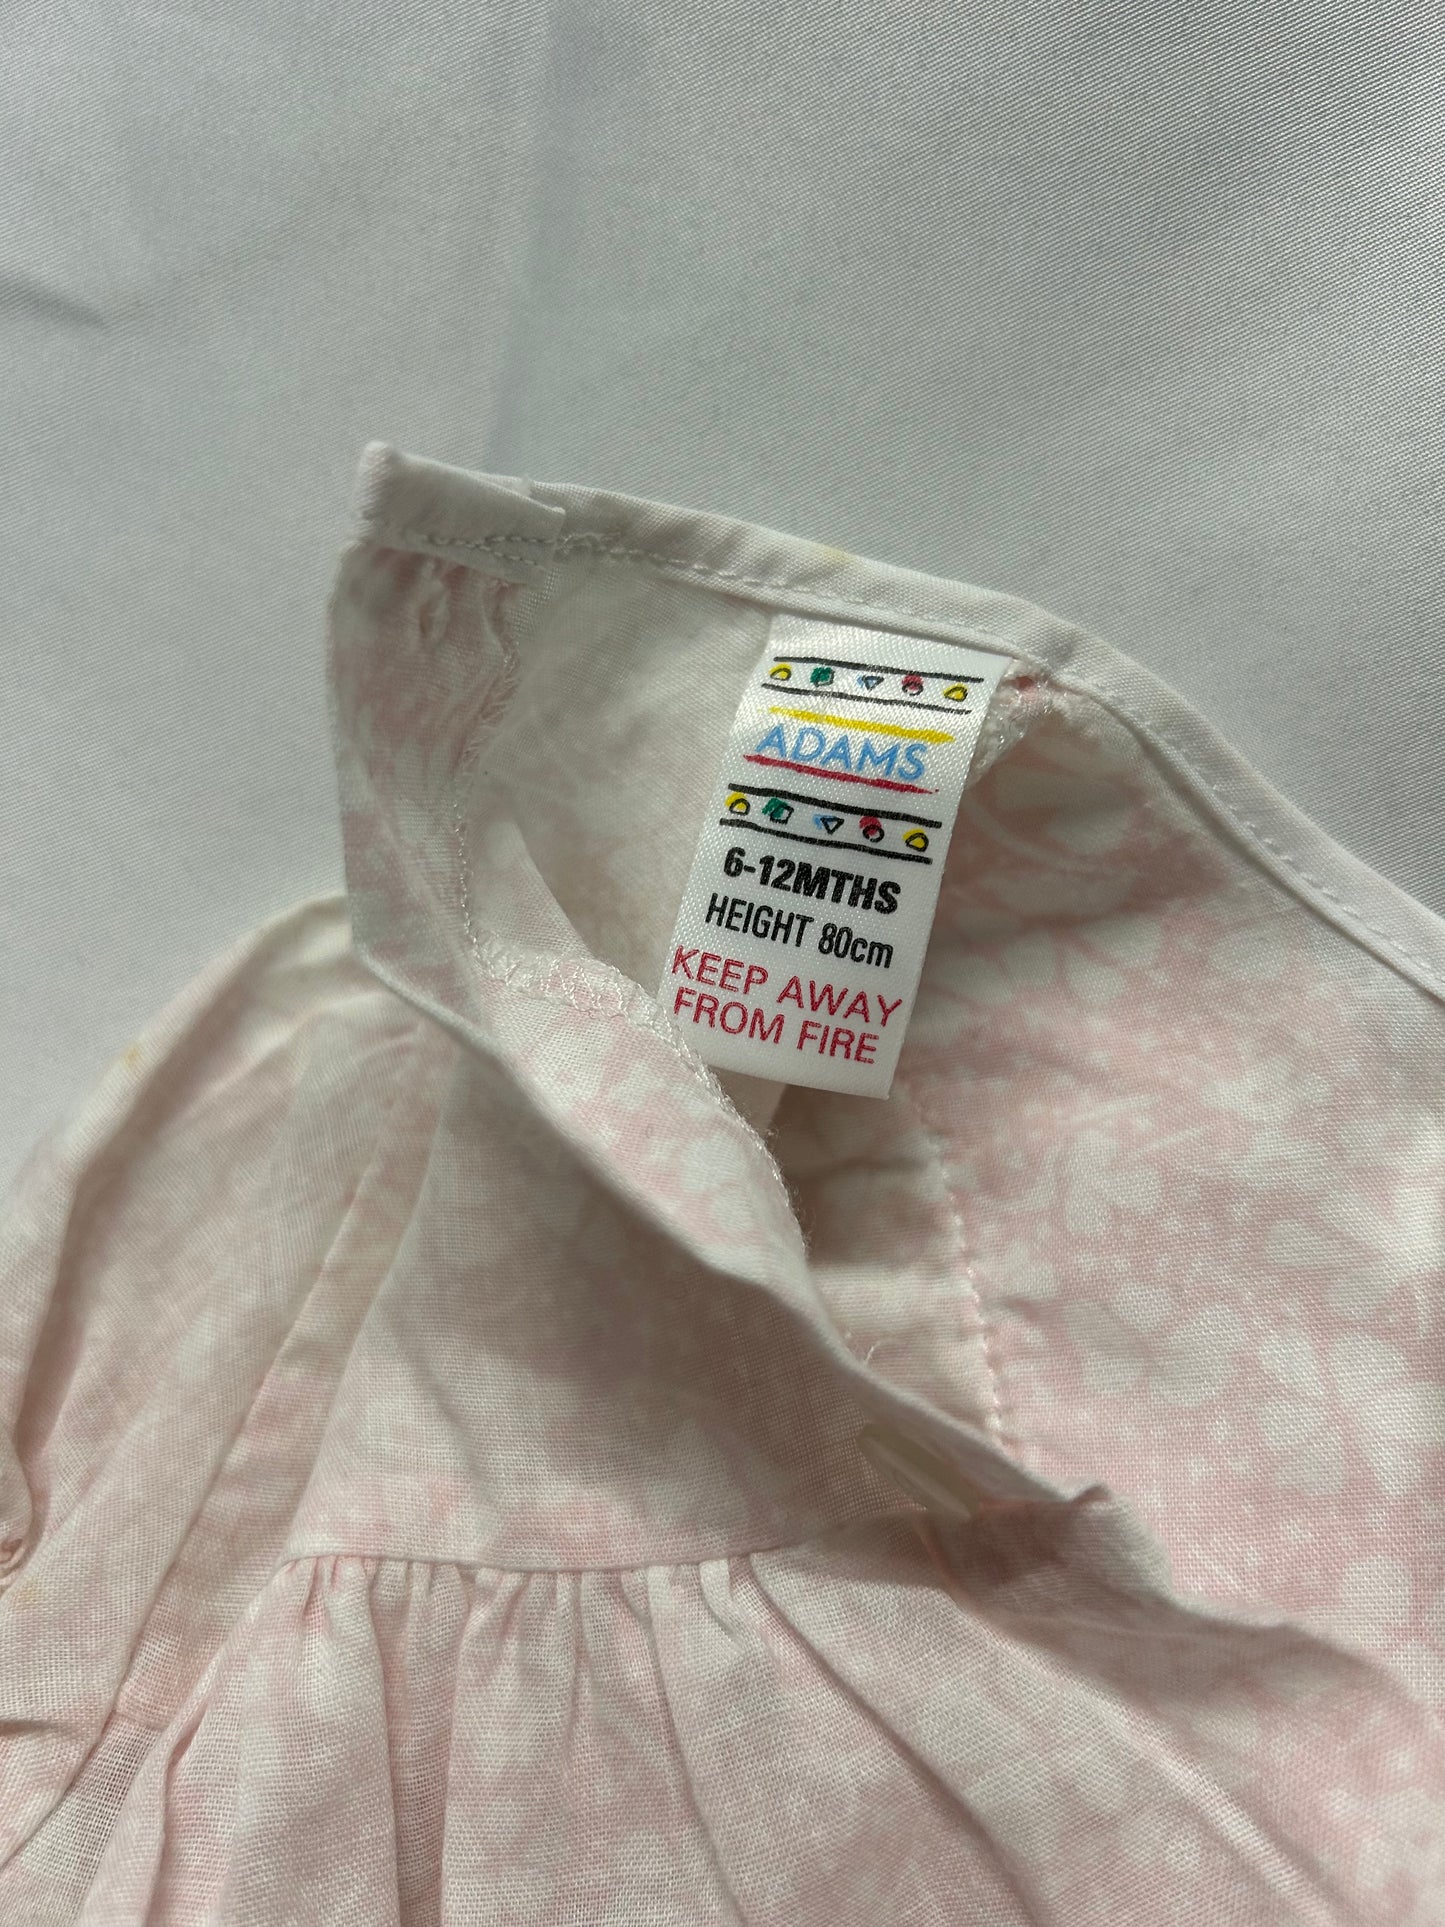 ADAMS
6-12MTHS
HEIGHT 80cm
KEEP AWAY
FROM FIRE